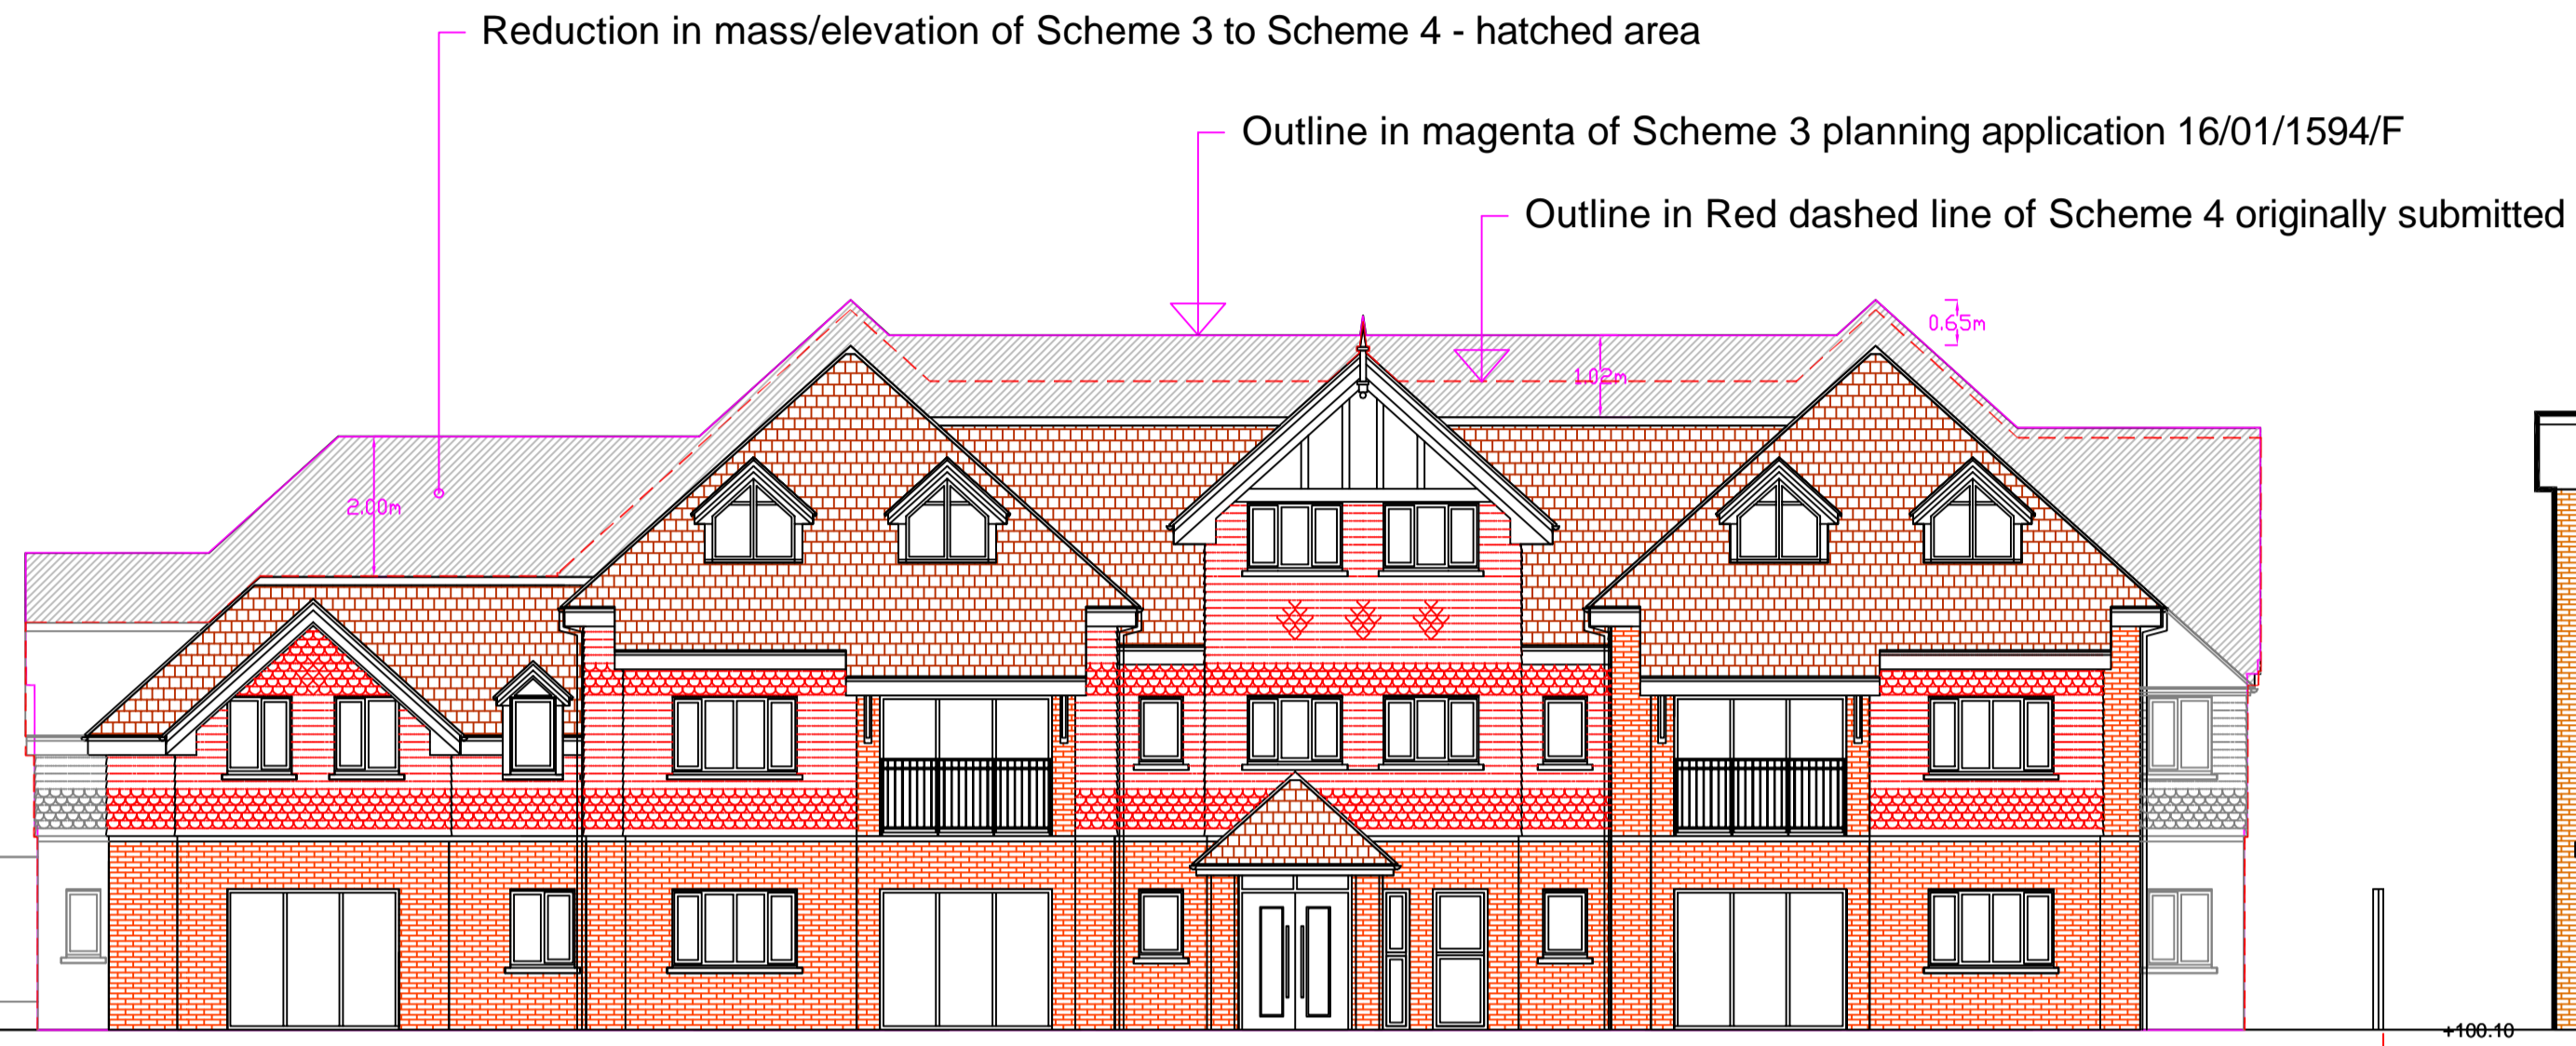 Reduction in mass/elevation of Scheme 3 to Scheme 4 - hatched area
Outline in magenta of Scheme 3 planning application 16/01/1594/F
Outline in Red dashed line of Scheme 4 originally submitted
0.65m
1.02m
2.00m
+100.10